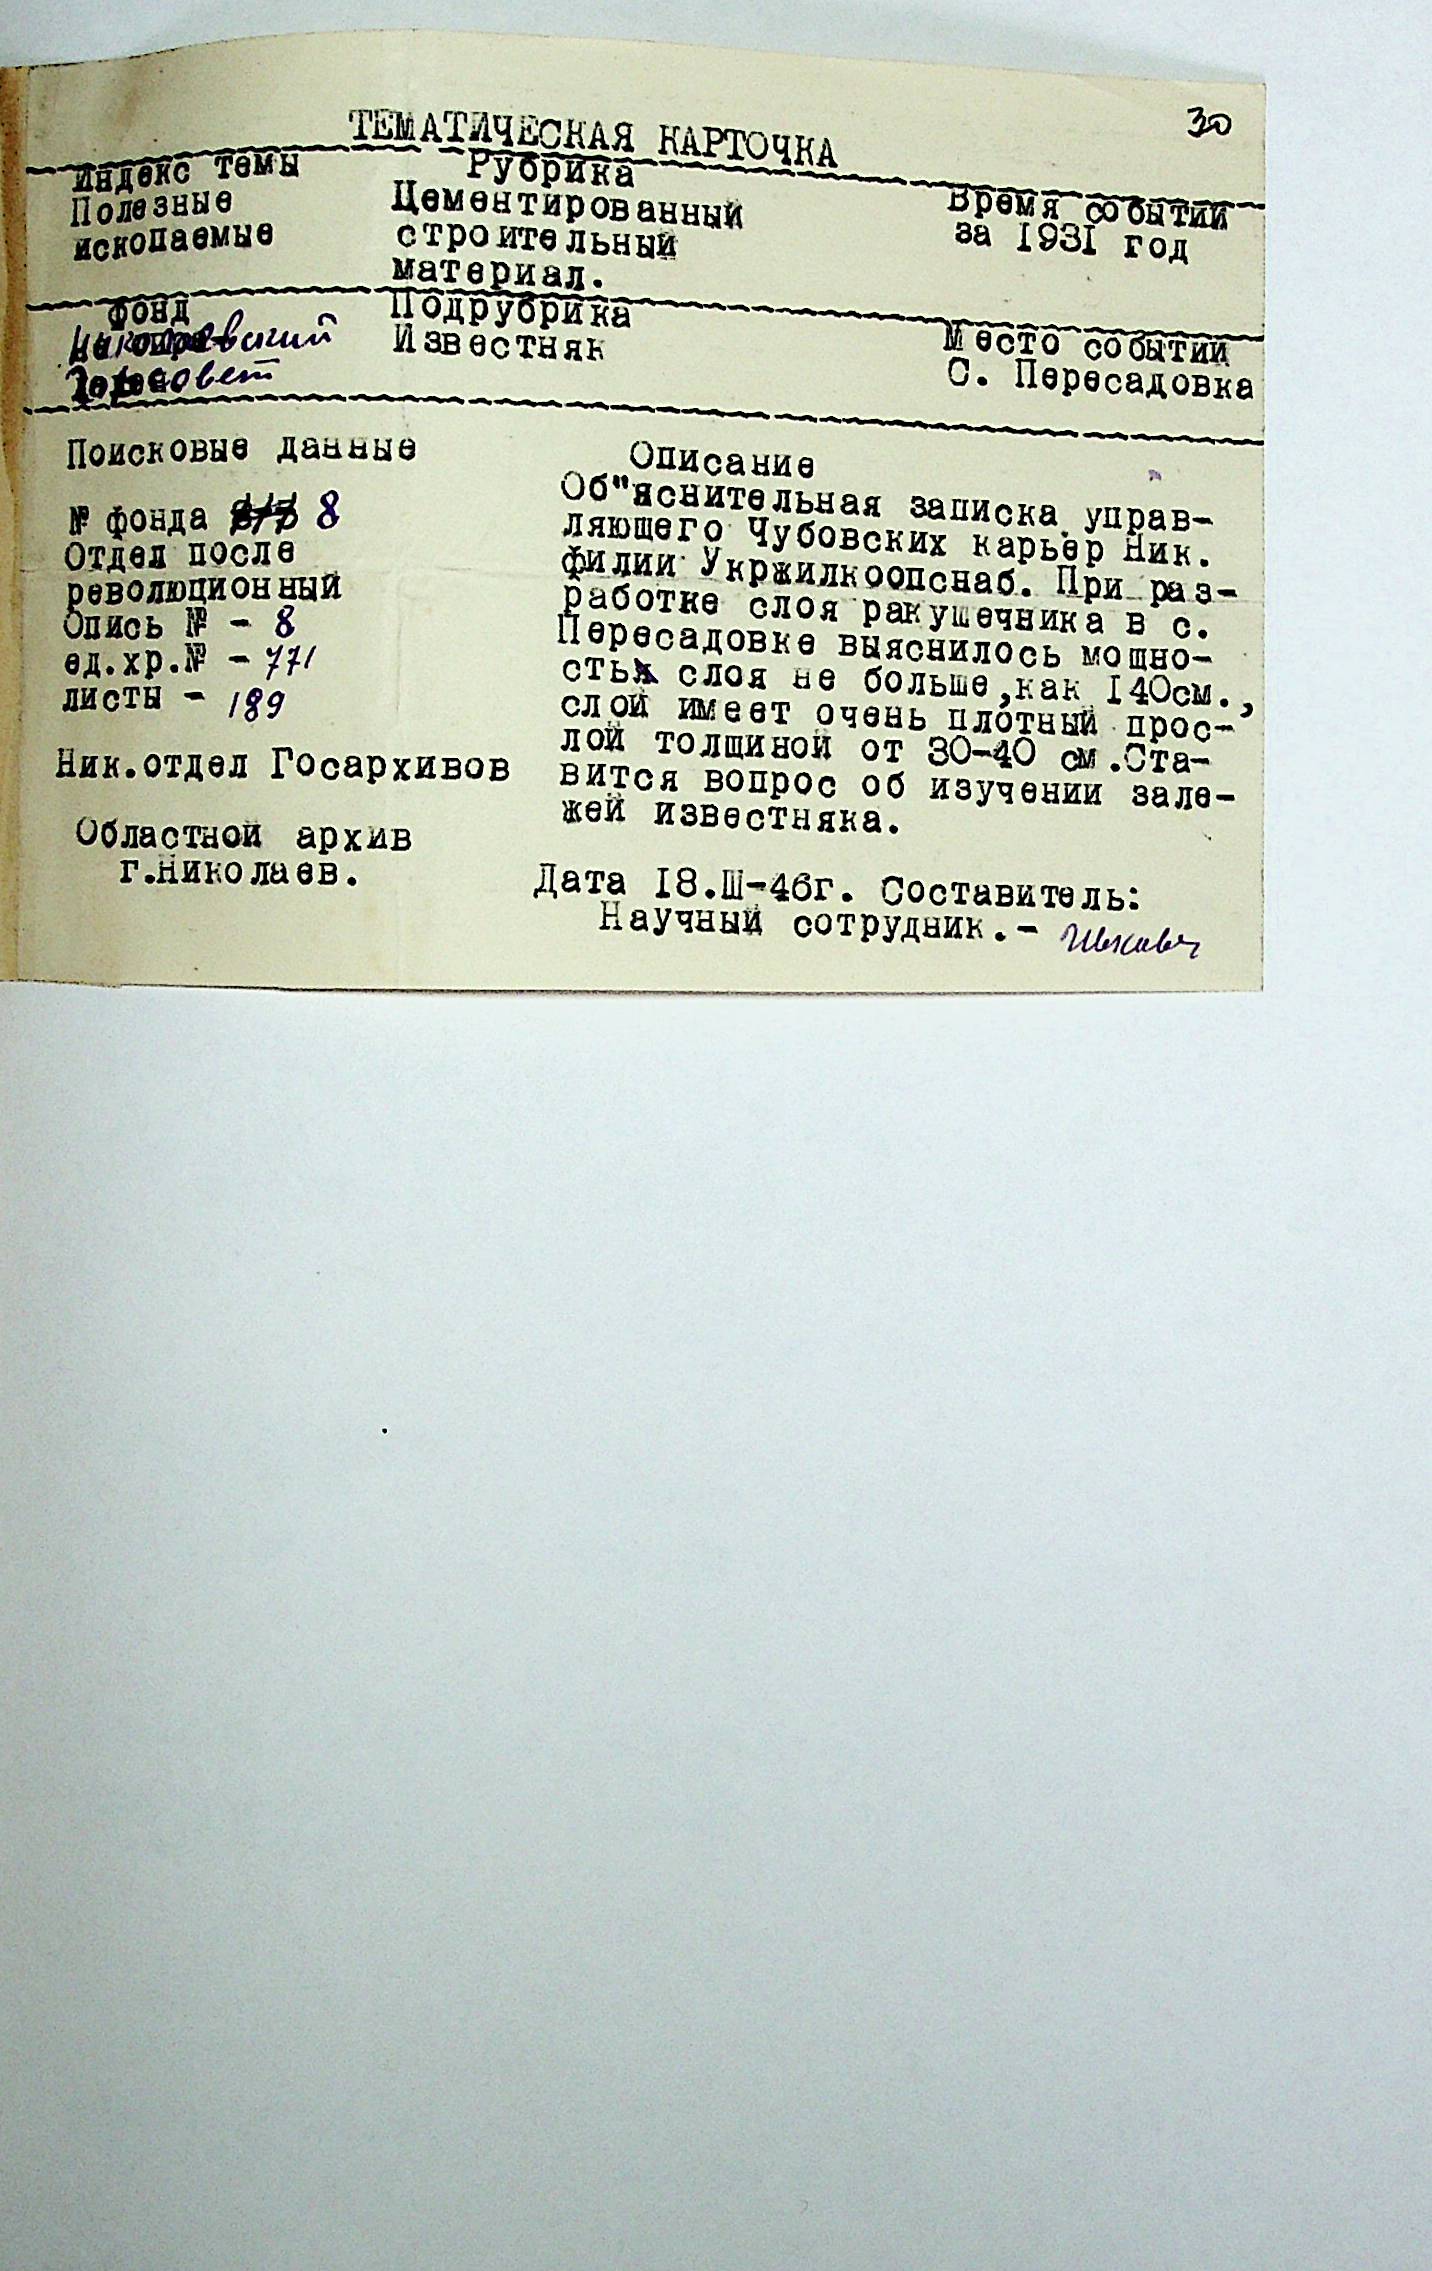 30
ТЕМАТИЧЕСКАЯ КАРТОЧКА
Индекс темы
Полезные
ископаемые
Рубрика
Цементированный
строительный
материал.
Время событий
за 1931 год
Фонд
Николаевский
Горсовет
Подрубрика
Известняк
Место событий
С. Пересадовка
Поисковые данные
№ фонда 8
Отдел после
революционный
Опись № - 8
ед.хр.№ - 771
листы - 189
Ник.отдел Госархивов
Областной архив
г.Николаев.
Описание
Об"яснительная записка управ-
ляющего Чубовских карьер Ник.
филии Укржилкоопснаб. При раз-
работке слоя ракушечника в с.
Пересадовке выяснилось мощно-
сть слоя не больше,как 140см.,
слой имеет очень плотный прос-
лой толщиной от 30-40 см.Ста-
вится вопрос об изучении зале-
жей известняка.
Дата 18.Ш-46г. Составитель:
Научный сотрудник.-